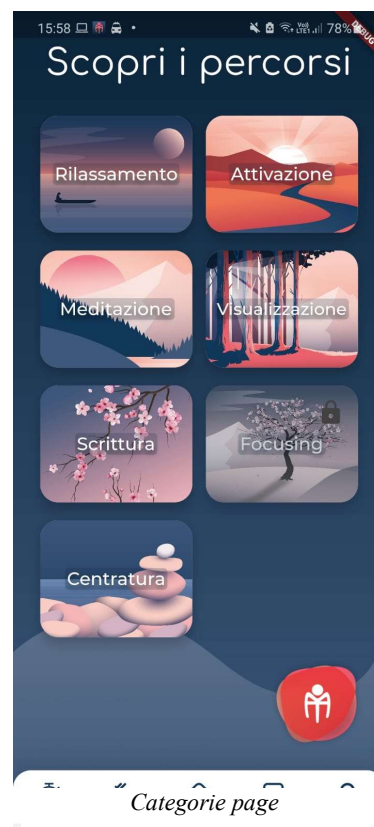 15:58 78%
DEBUG
Scopri i percorsi
Rilassamento Attivazione
Meditazione Visualizzazione
Scrittura Focusing
Centratura
Categorie page